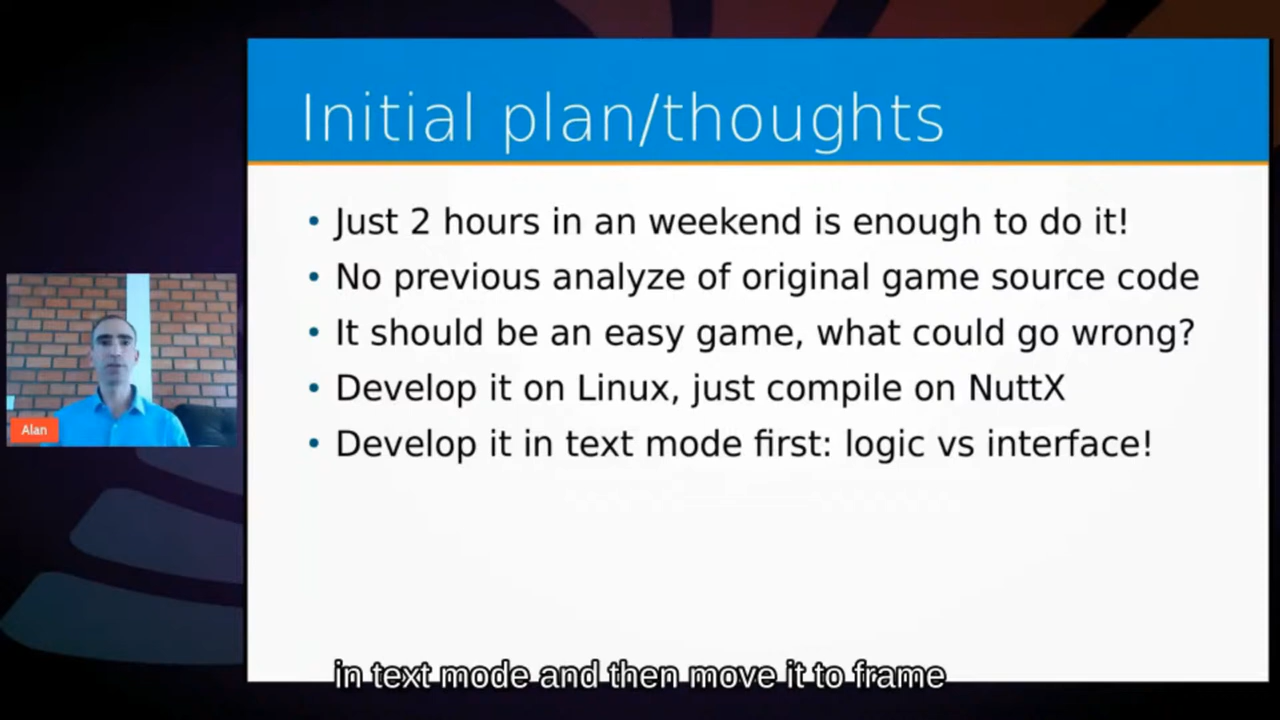 Initial plan/thoughts
• Just 2 hours in an weekend is enough to do it!
• No previous analyze of original game source code
• It should be an easy game, what could go wrong?
• Develop it on Linux, just compile on NuttX
• Develop it in text mode first: logic vs interface!
Alan
in text mode and then move it to frame